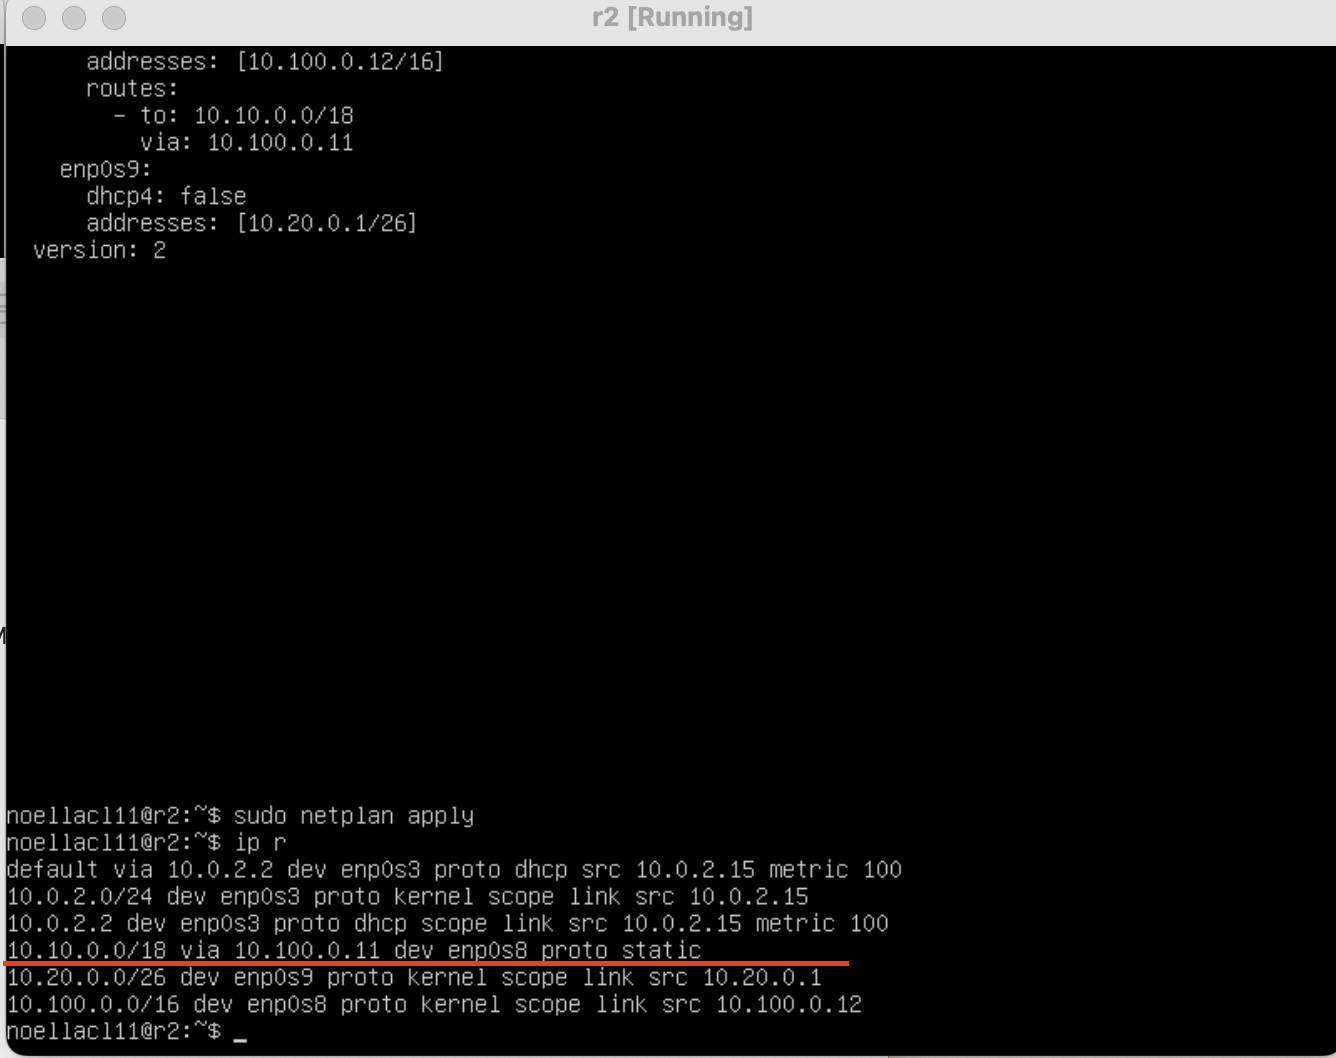 r2 [Running]
addresses: [10.100.0.12/16]
routes:
- to: 10.10.0.0/18
via: 10.100.0.11
enp0s9:
dhcp4: false
addresses: [10.20.0.1/26]
version: 2
noellacl11@r2:~$ sudo netplan apply
noellacl11@r2:~$ ip r
default via 10.0.2.2 dev enp0s3 proto dhcp src 10.0.2.15 metric 100
10.0.2.0/24 dev enp0s3 proto kernel scope link src 10.0.2.15
10.0.2.2 dev enp0s3 proto dhcp scope link src 10.0.2.15 metric 100
10.10.0.0/18 via 10.100.0.11 dev enp0s8 proto static
10.20.0.0/26 dev enp0s9 proto kernel scope link src 10.20.0.1
10.100.0.0/16 dev enp0s8 proto kernel scope link src 10.100.0.12
noellacl11@r2:~$ _